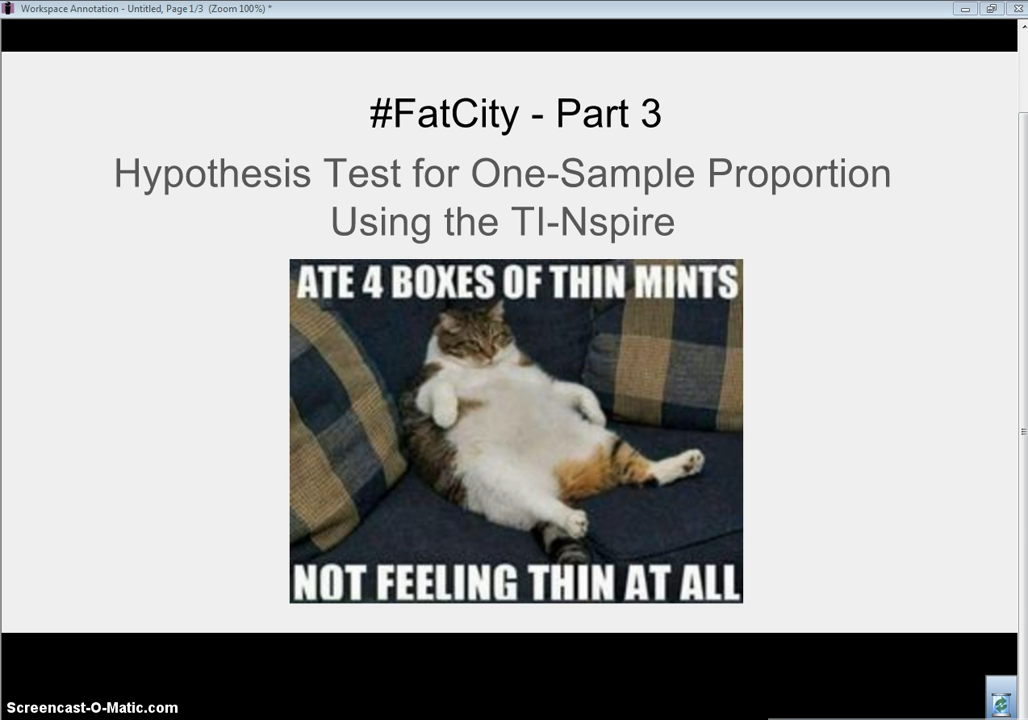 Workspace Annotation - Untitled, Page 1/3 (Zoom 100%) *
#FatCity - Part 3
Hypothesis Test for One-Sample Proportion
Using the TI-Nspire
ATE 4 BOXES OF THIN MINTS
NOT FEELING THIN AT ALL
Screencast-O-Matic.com